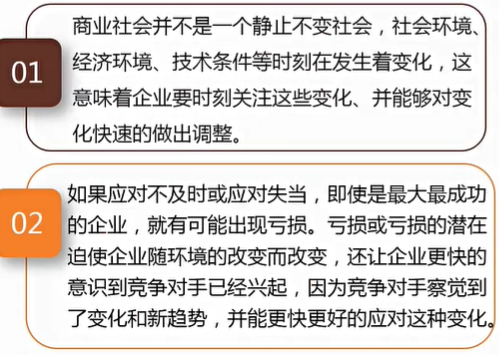 01
商业社会并不是一个静止不变社会，社会环境、
经济环境、技术条件等时刻在发生着变化，这
意味着企业要时刻关注这些变化、并能够对变
化快速的做出调整。
02
如果应对不及时或应对失当，即使是最大最成功
的企业，就有可能出现亏损。亏损或亏损的潜在
迫使企业随环境的改变而改变，还让企业更快的
意识到竞争对手已经兴起，因为竞争对手察觉到
了变化和新趋势，并能更快更好的应对这种变化。